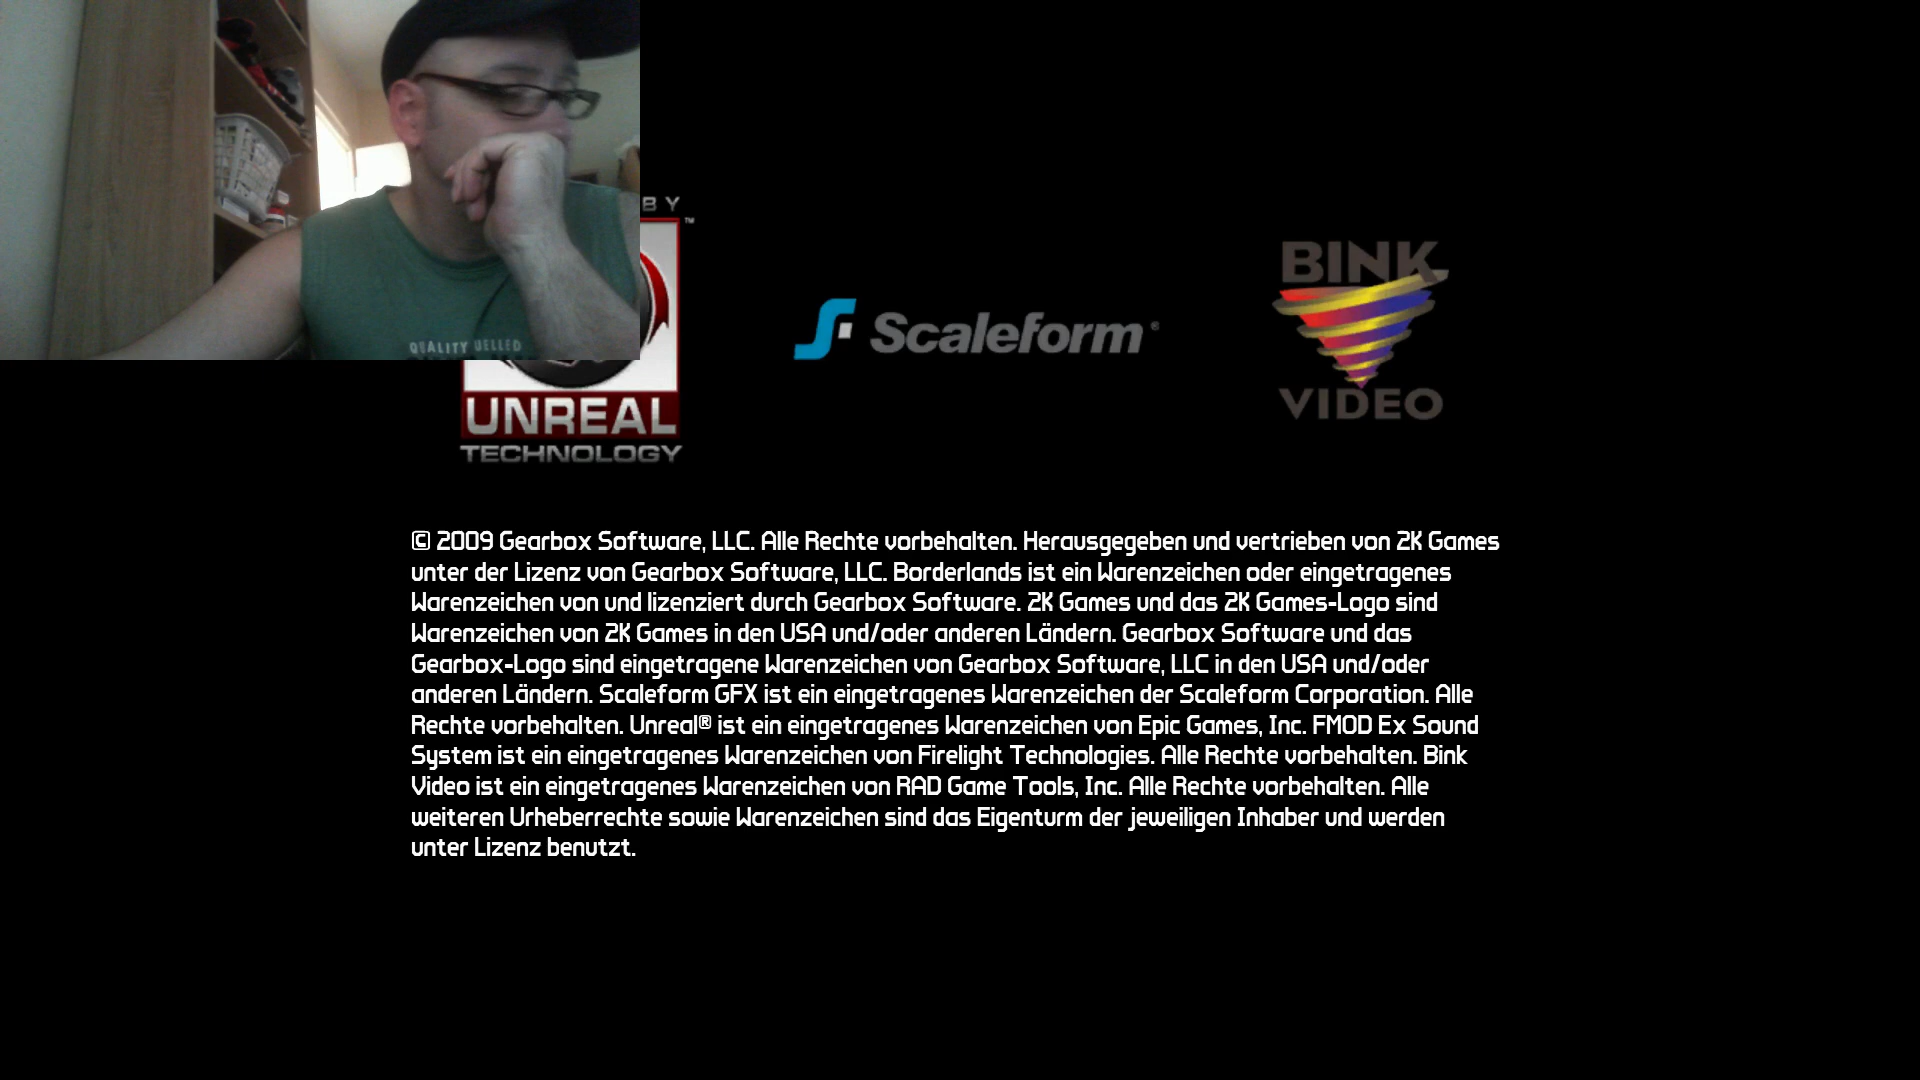 QUALITY
BY
™
UNREAL
TECHNOLOGY
Scaleform®
BINK
VIDEO
© 2009 Gearbox Software, LLC. Alle Rechte vorbehalten. Herausgegeben und vertrieben von 2K Games
unter der Lizenz von Gearbox Software, LLC. Borderlands ist ein Warenzeichen oder eingetragenes
Warenzeichen von und lizenziert durch Gearbox Software. 2K Games und das 2K Games-Logo sind
Warenzeichen von 2K Games in den USA und/oder anderen Ländern. Gearbox Software und das
Gearbox-Logo sind eingetragene Warenzeichen von Gearbox Software, LLC in den USA und/oder
anderen Ländern. Scaleform GFX ist ein eingetragenes Warenzeichen der Scaleform Corporation. Alle
Rechte vorbehalten. Unreal® ist ein eingetragenes Warenzeichen von Epic Games, Inc. FMOD Ex Sound
System ist ein eingetragenes Warenzeichen von Firelight Technologies. Alle Rechte vorbehalten. Bink
Video ist ein eingetragenes Warenzeichen von RAD Game Tools, Inc. Alle Rechte vorbehalten. Alle
weiteren Urheberrechte sowie Warenzeichen sind das Eigenturm der jeweiligen Inhaber und werden
unter Lizenz benutzt.